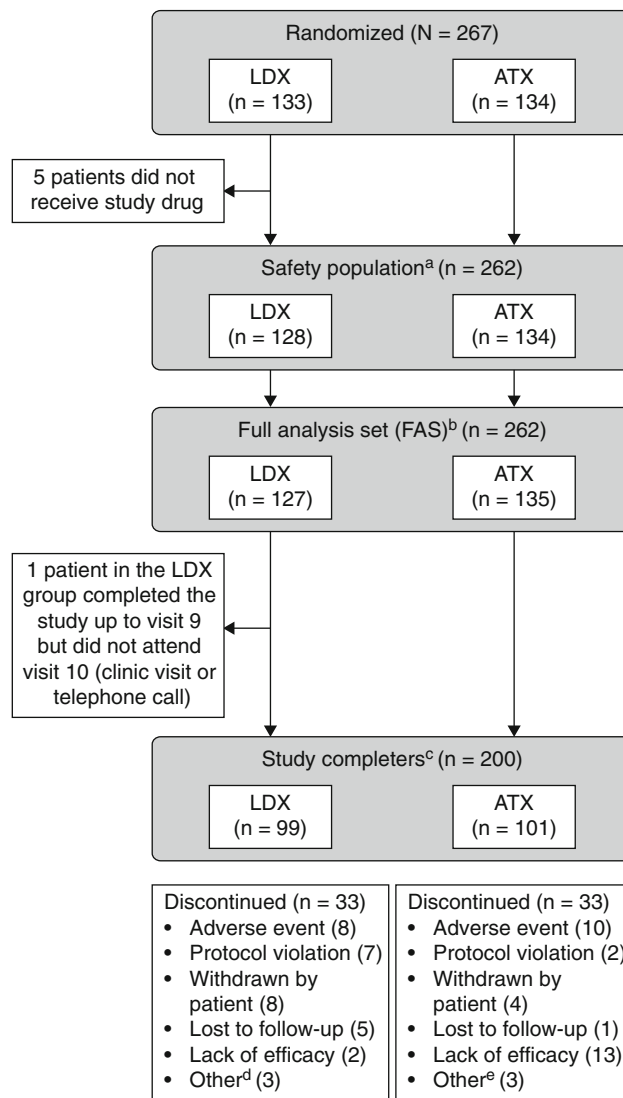 Randomized (N = 267)
LDX
(n = 133)
ATX
(n = 134)
5 patients did not
receive study drug
Safety populationᵃ (n = 262)
LDX
(n = 128)
ATX
(n = 134)
Full analysis set (FAS)ᵇ (n = 262)
LDX
(n = 127)
ATX
(n = 135)
1 patient in the LDX
group completed the
study up to visit 9
but did not attend
visit 10 (clinic visit or
telephone call)
Study completersᶜ (n = 200)
LDX
(n = 99)
ATX
(n = 101)
Discontinued (n = 33)
• Adverse event (8)
• Protocol violation (7)
• Withdrawn by
patient (8)
• Lost to follow-up (5)
• Lack of efficacy (2)
• Otherᵈ (3)
Discontinued (n = 33)
• Adverse event (10)
• Protocol violation (2)
• Withdrawn by
patient (4)
• Lost to follow-up (1)
• Lack of efficacy (13)
• Otherᵉ (3)